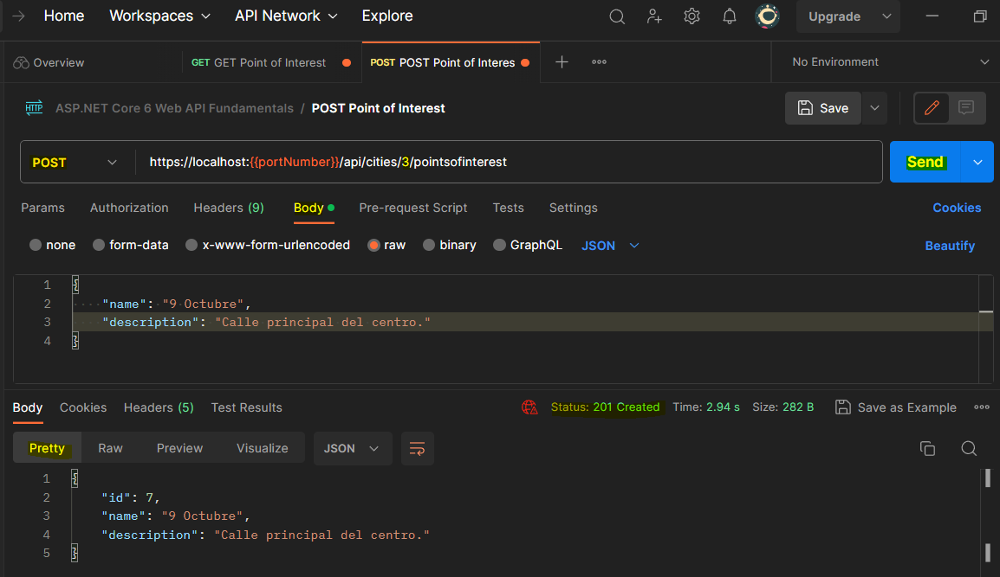 Home Workspaces API Network Explore Upgrade
Overview GET GET Point of Interest POST POST Point of Interes No Environment
HTTP ASP.NET Core 6 Web API Fundamentals / POST Point of Interest Save
POST https://localhost:{{portNumber}}/api/cities/3/pointsofinterest Send
Params Authorization Headers (9) Body Pre-request Script Tests Settings Cookies
none form-data x-www-form-urlencoded raw binary GraphQL JSON Beautify
1 {
2 "name": "9 Octubre",
3 "description": "Calle principal del centro."
4 }
Body Cookies Headers (5) Test Results Status: 201 Created Time: 2.94 s Size: 282 B Save as Example
Pretty Raw Preview Visualize JSON
1 {
2 "id": 7,
3 "name": "9 Octubre",
4 "description": "Calle principal del centro."
5 }